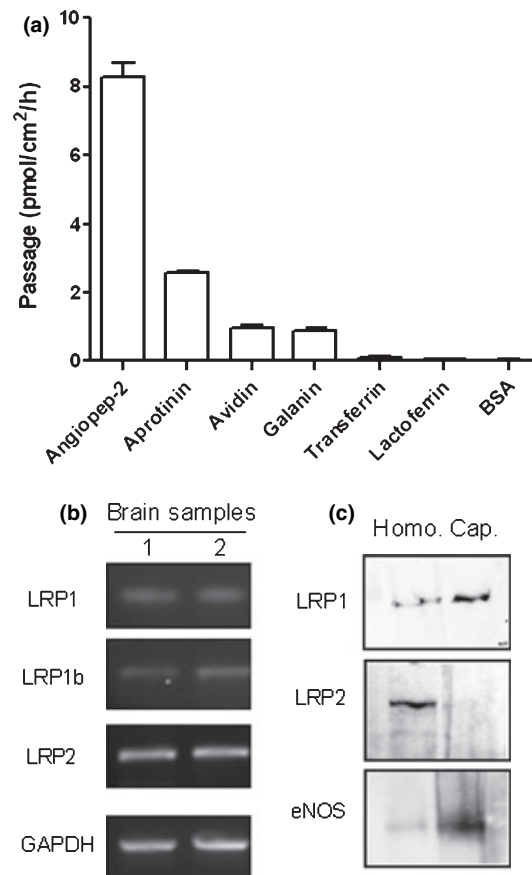 (a)
Passage (pmol/cm²/h)
10
8
6
4
2
0
Angiopep-2
Aprotinin
Avidin
Galanin
Transferrin
Lactoferrin
BSA
(b) Brain samples
1 2
LRP1
LRP1b
LRP2
GAPDH
(c)
Homo. Cap.
LRP1
LRP2
eNOS